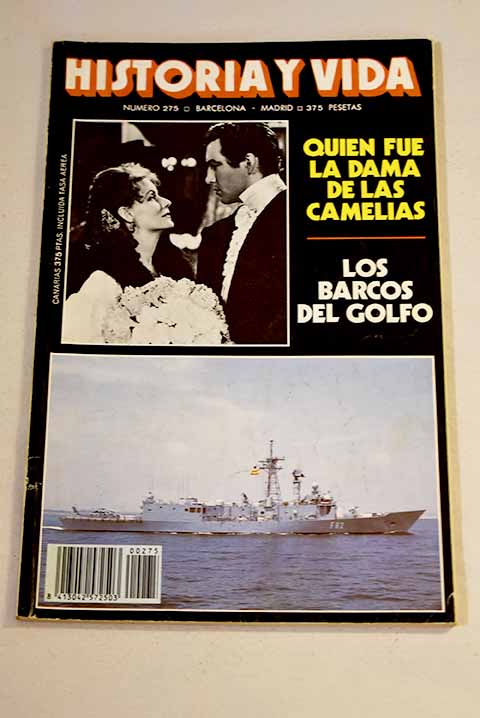 HISTORIA Y VIDA
NUMERO 275 □ BARCELONA - MADRID □ 375 PESETAS
CANARIAS 375 PTAS. INCLUIDA TASA AEREA
QUIEN FUE
LA DAMA
DE LAS
CAMELIAS
LOS
BARCOS
DEL GOLFO
F82
00275
8 413042 572503